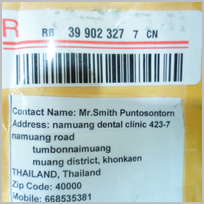 R
RR 39 902 327 7 CN
Contact Name: Mr.Smith Puntosontorn
Address: namuang dental clinic 423-7
namuang road
tumbonnaimuang
muang district, khonkaen
THAILAND, Thailand
Zip Code: 40000
Mobile: 668535381